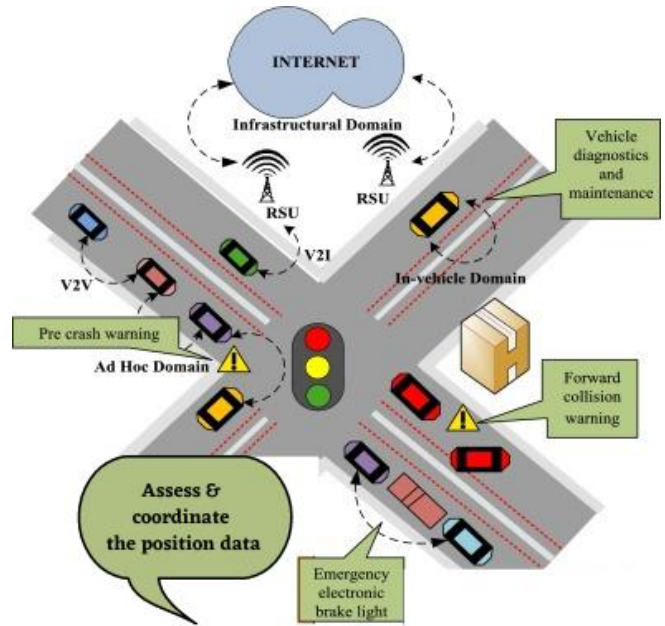 INTERNET
Infrastructural Domain
RSU
RSU
Vehicle
diagnostics
and
maintenance
V2I
V2V
In-vehicle Domain
Pre crash warning
Ad Hoc Domain
Forward
collision
warning
Assess &
coordinate
the position data
Emergency
electronic
brake light